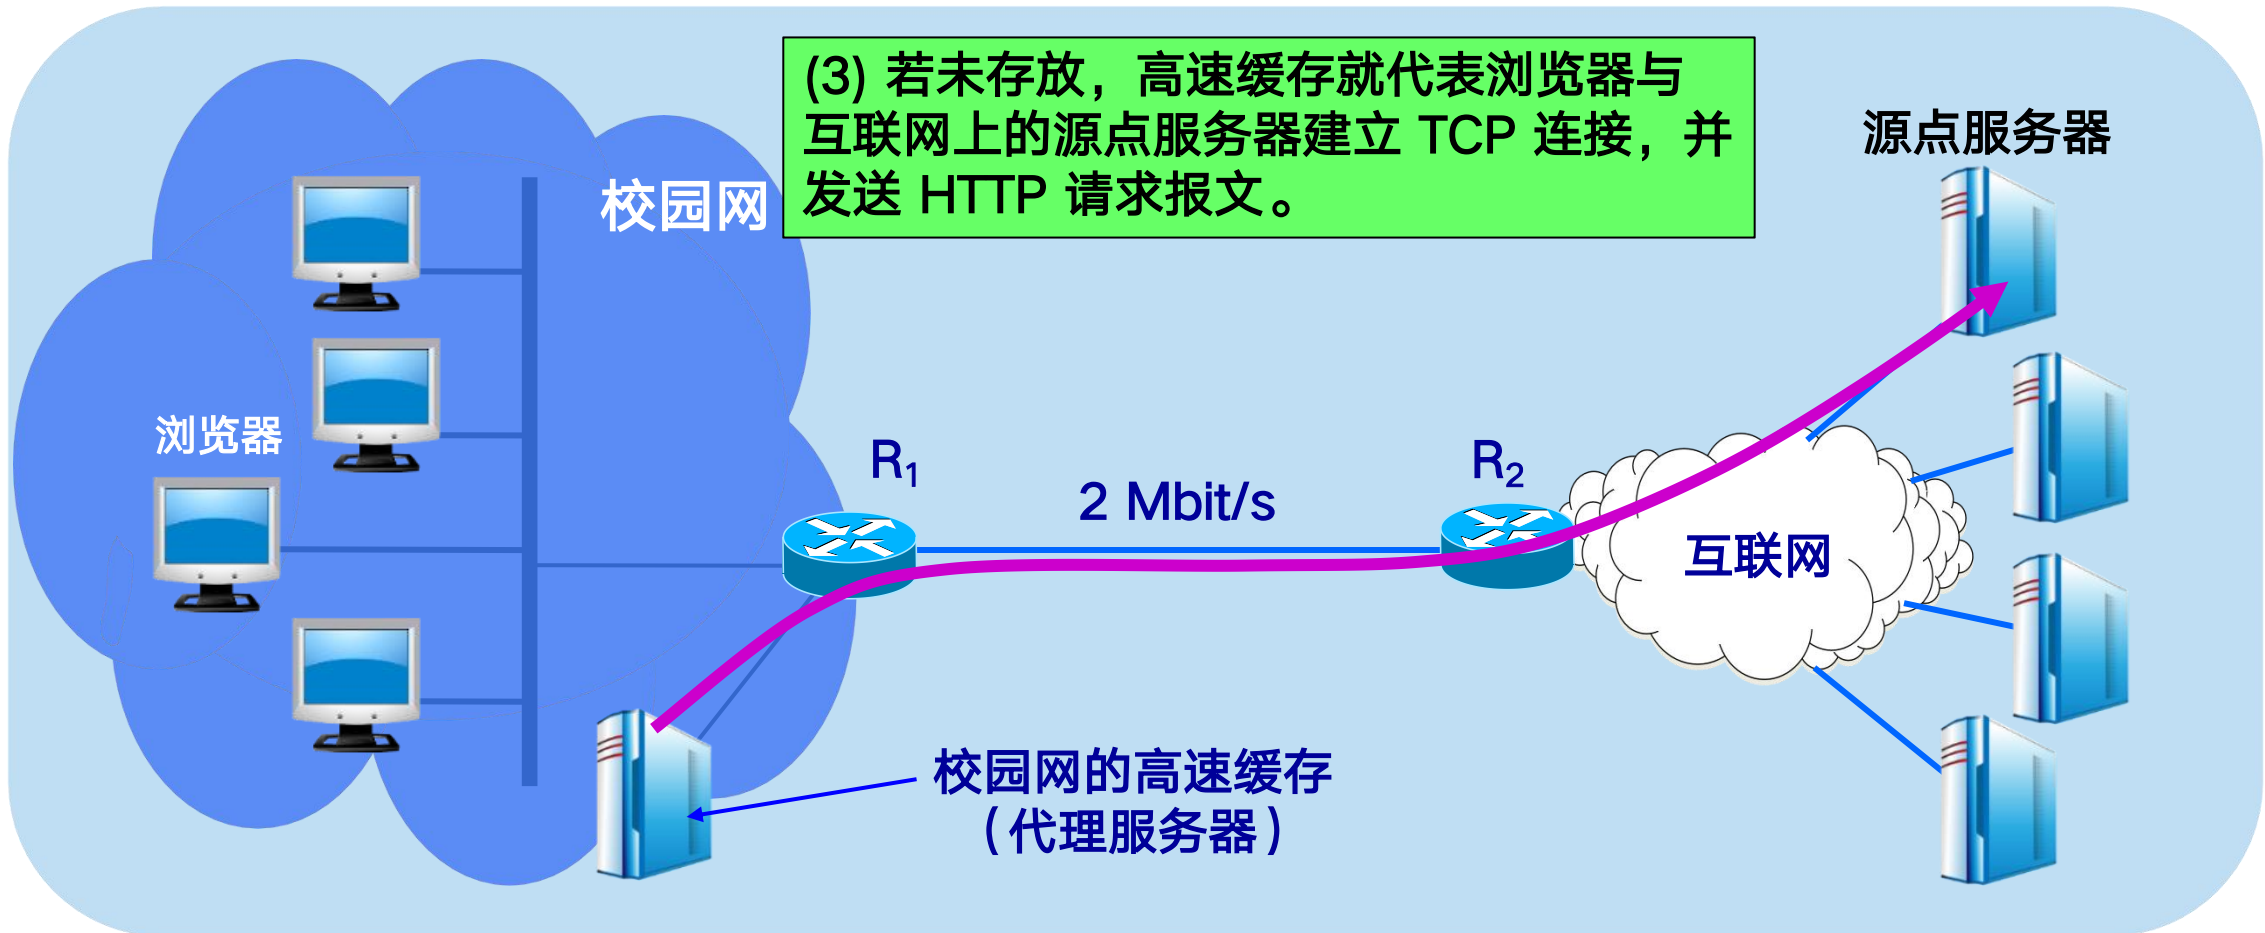 (3) 若未存放，高速缓存就代表浏览器与
互联网上的源点服务器建立 TCP 连接，并
发送 HTTP 请求报文。
源点服务器
校园网
浏览器
R₁
2 Mbit/s
R₂
互联网
校园网的高速缓存
（代理服务器）